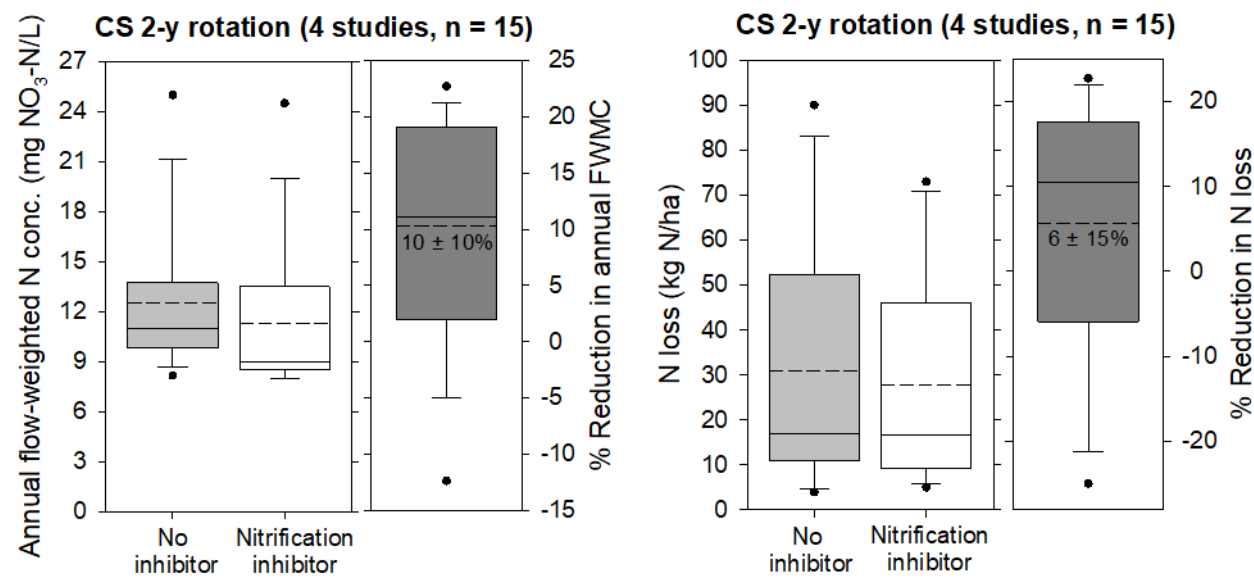 CS 2-y rotation (4 studies, n = 15)
Annual flow-weighted N conc. (mg NO₃-N/L)
27
24
21
18
15
12
9
6
3
0
No inhibitor
Nitrification inhibitor
10 ± 10%
25
20
15
10
5
0
-5
-10
-15
% Reduction in annual FWMC
CS 2-y rotation (4 studies, n = 15)
N loss (kg N/ha)
100
90
80
70
60
50
40
30
20
10
0
No inhibitor
Nitrification inhibitor
6 ± 15%
20
10
0
-10
-20
% Reduction in N loss